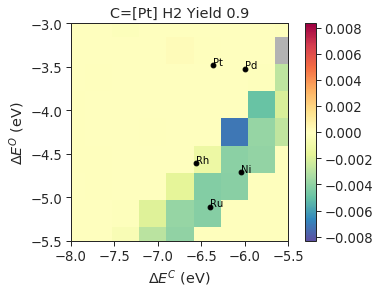 C=[Pt] H2 Yield 0.9
−3.0
−3.5
−4.0
−4.5
−5.0
−5.5
ΔE^O (eV)
Pt
Pd
Rh
Ni
Ru
−8.0 −7.5 −7.0 −6.5 −6.0 −5.5
ΔE^C (eV)
0.008
0.006
0.004
0.002
0.000
−0.002
−0.004
−0.006
−0.008